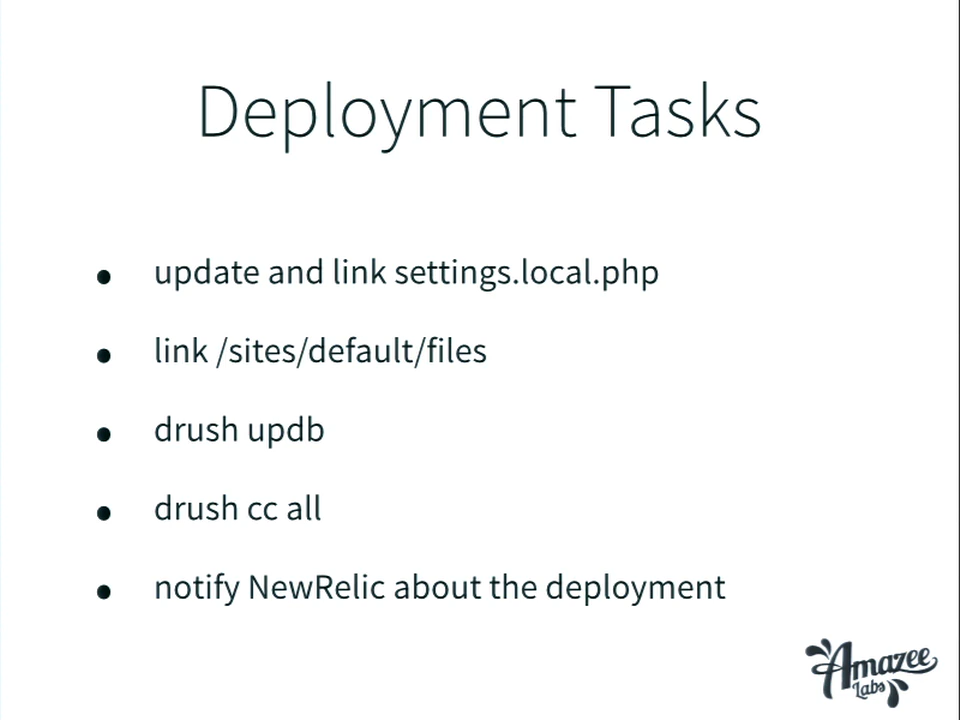 Deployment Tasks
update and link settings.local.php
link /sites/default/files
drush updb
drush cc all
notify NewRelic about the deployment
Amazee
Labs